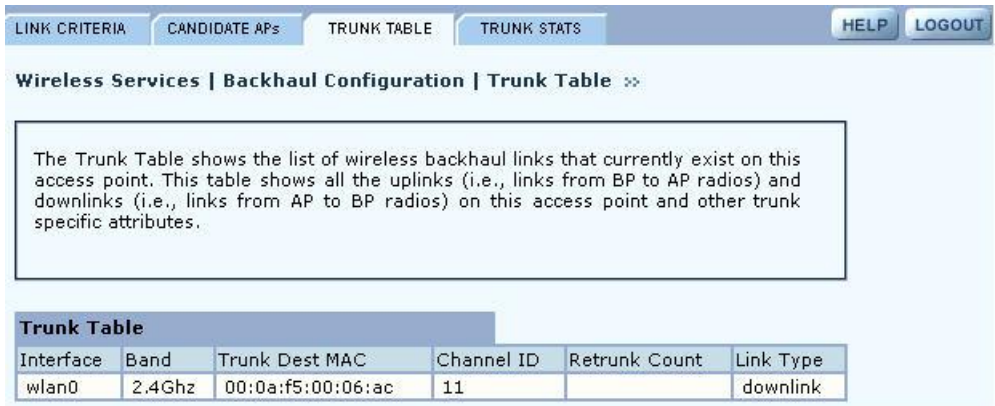 LINK CRITERIA CANDIDATE APs TRUNK TABLE TRUNK STATS HELP LOGOUT
Wireless Services | Backhaul Configuration | Trunk Table >>
The Trunk Table shows the list of wireless backhaul links that currently exist on this
access point. This table shows all the uplinks (i.e., links from BP to AP radios) and
downlinks (i.e., links from AP to BP radios) on this access point and other trunk
specific attributes.
Trunk Table
Interface Band Trunk Dest MAC Channel ID Retrunk Count Link Type
wlan0 2.4Ghz 00:0a:f5:00:06:ac 11 downlink